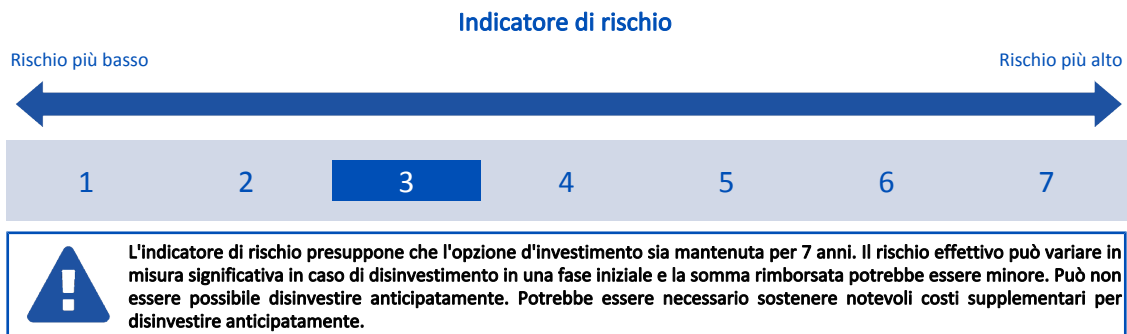 Indicatore di rischio
Rischio più basso
Rischio più alto
1 2 3 4 5 6 7
L'indicatore di rischio presuppone che l'opzione d'investimento sia mantenuta per 7 anni. Il rischio effettivo può variare in
misura significativa in caso di disinvestimento in una fase iniziale e la somma rimborsata potrebbe essere minore. Può non
essere possibile disinvestire anticipatamente. Potrebbe essere necessario sostenere notevoli costi supplementari per
disinvestire anticipatamente.